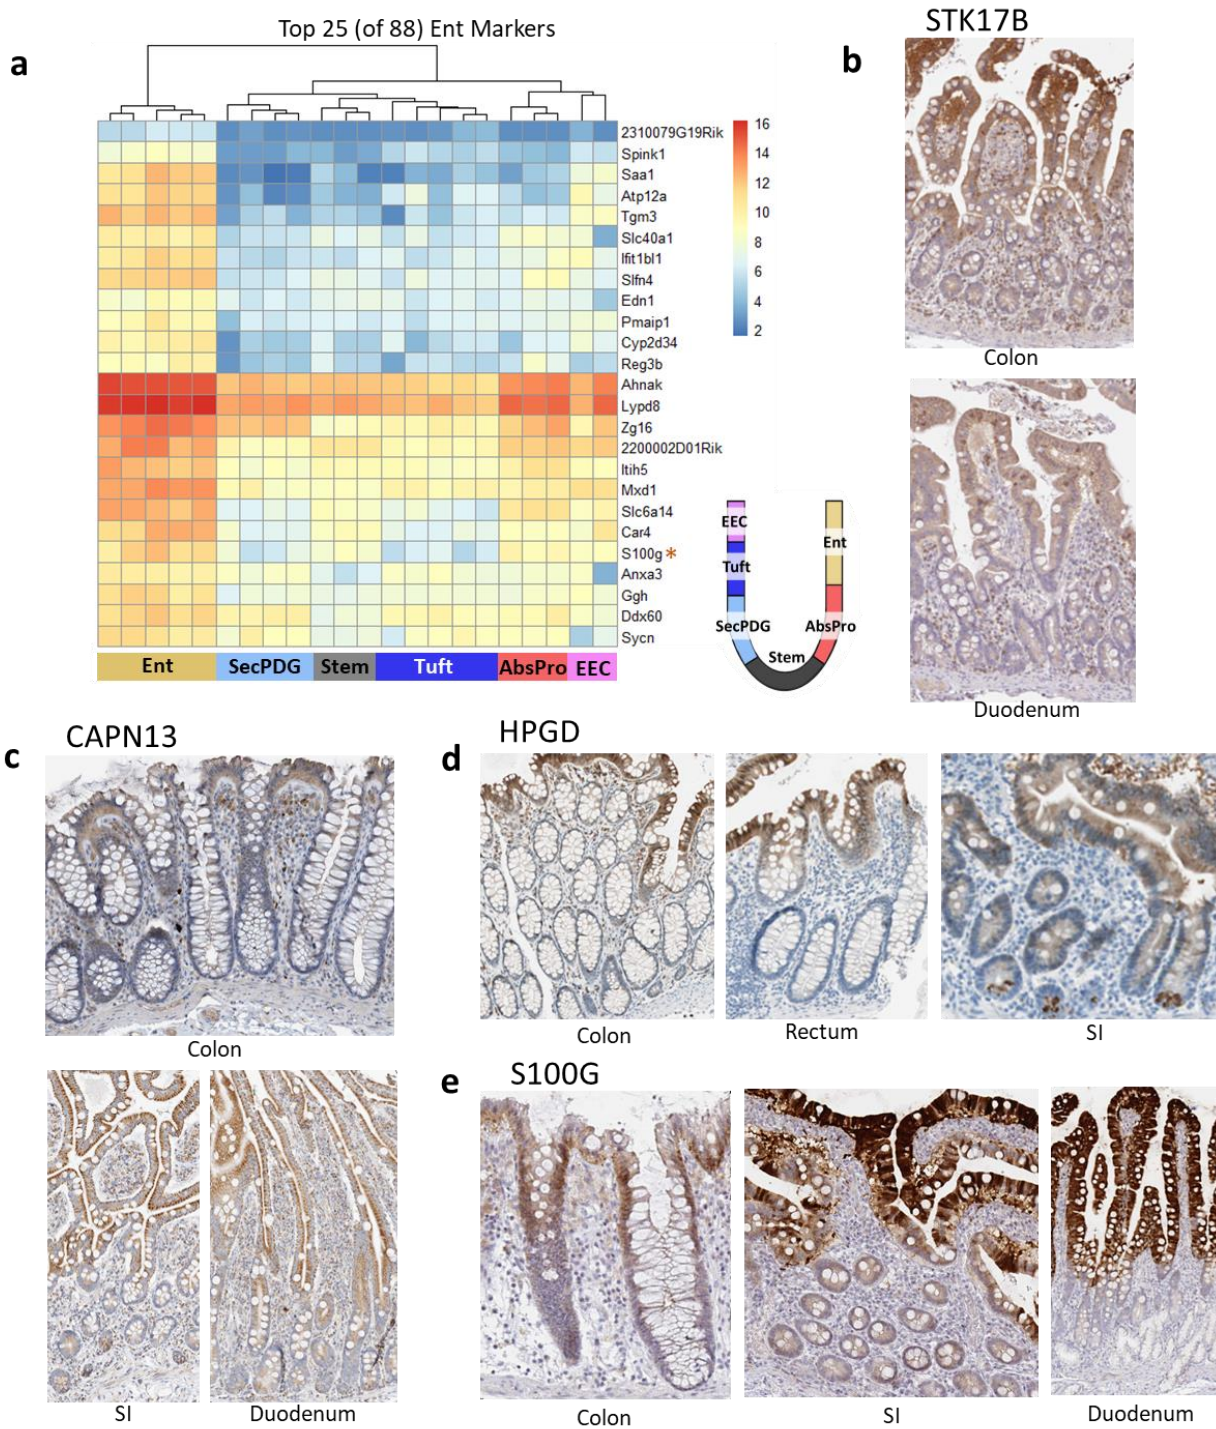 Top 25 (of 88) Ent Markers
a
2310079G19Rik
Spink1
Saa1
Atp12a
Tgm3
Slc40a1
Ifit1bl1
Slfn4
Edn1
Pmaip1
Cyp2d34
Reg3b
Ahnak
Lypd8
Zg16
2200002D01Rik
Itih5
Mxd1
Slc6a14
Car4
S100g *
Anxa3
Ggh
Ddx60
Sycn
16
14
12
10
8
6
4
2
Ent SecPDG Stem Tuft AbsPro EEC
EEC
Tuft
SecPDG
Stem
AbsPro
Ent
STK17B
b
Colon
Duodenum
CAPN13
c
Colon
SI Duodenum
HPGD
d
Colon Rectum SI
S100G
e
Colon SI Duodenum